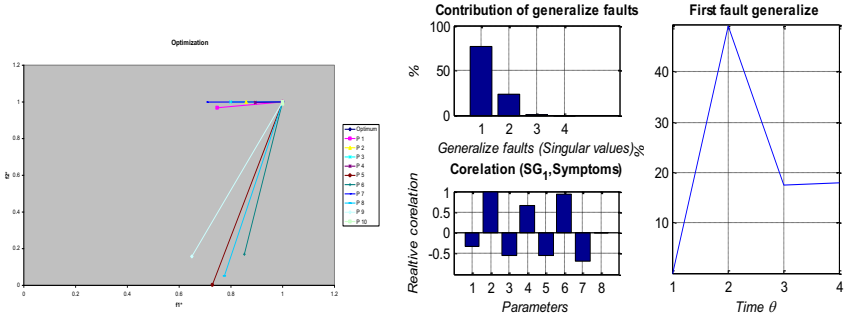 Optimization
1.2
1
0.8
0.6
0.4
0.2
0
0 0.2 0.4 0.6 0.8 1 1.2
f2*
f1*
Optimum
P 1
P 2
P 3
P 4
P 5
P 6
P 7
P 8
P 9
P 10
Contribution of generalize faults
100
50
0
%
1 2 3 4
Generalize faults (Singular values)
Corelation (SG1,Symptoms)
1
0.5
0
-0.5
Realtive corelation
1 2 3 4 5 6 7 8
Parameters
First fault generalize
40
30
20
10
%
1 2 3 4
Time θ